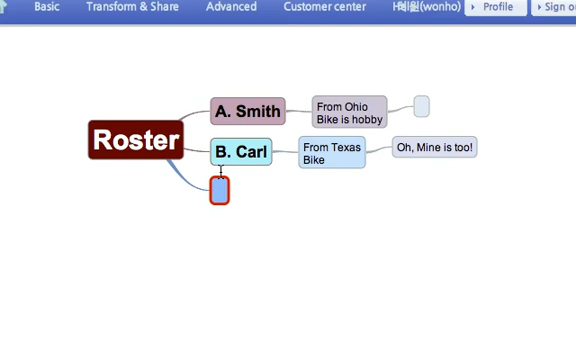 Basic Transform & Share Advanced Customer center (wonho) Profile Sign
A. Smith
From Ohio
Bike is hobby
Roster
B. Carl
From Texas
Bike
Oh, Mine is too!